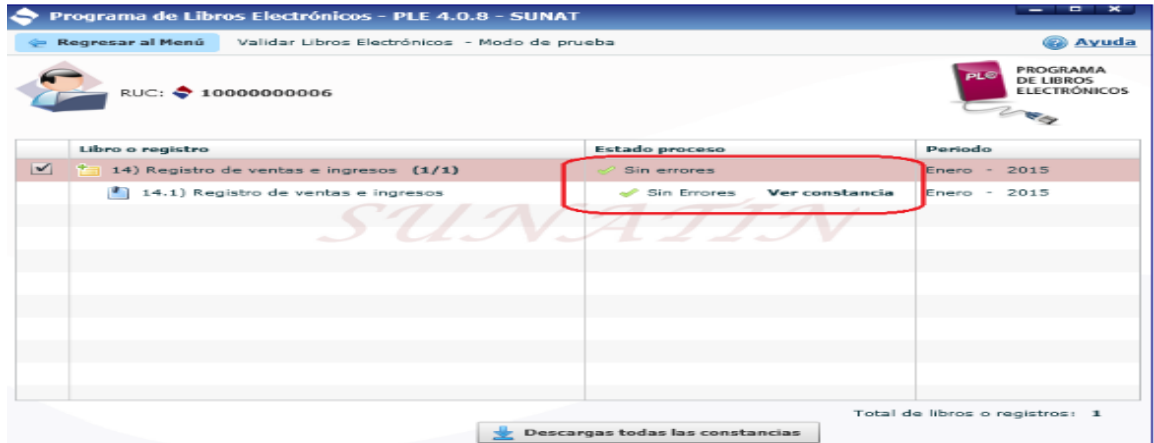 Programa de Libros Electrónicos - PLE 4.0.8 - SUNAT
Regresar al Menú Validar Libros Electrónicos - Modo de prueba Ayuda
RUC: 10000000006
PL@ PROGRAMA
DE LIBROS
ELECTRÓNICOS
Libro o registro Estado proceso Periodo
14) Registro de ventas e ingresos (1/1) Sin errores Enero - 2015
14.1) Registro de ventas e ingresos Sin Errores Ver constancia Enero - 2015
SUNATIN
Total de libros o registros: 1
Descargas todas las constancias